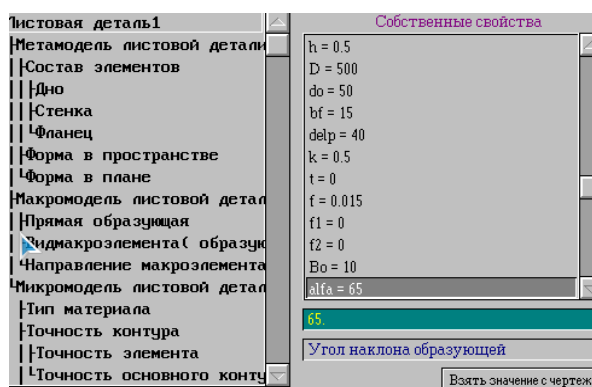 Листовая деталь1
Метамодель листовой детали
Состав элементов
Дно
Стенка
Фланец
Форма в пространстве
Форма в плане
Макромодель листовой детал
Прямая образующая
Видмакроэлемента( образую
Направление макроэлемента
Микромодель листовой детал
Тип материала
Точность контура
Точность элемента
Точность основного конту
Собственные свойства
h = 0.5
D = 500
do = 50
bf = 15
delp = 40
k = 0.5
t = 0
f = 0.015
f1 = 0
f2 = 0
Bo = 10
alfa = 65
65.
Угол наклона образующей
Взять значение с чертеж